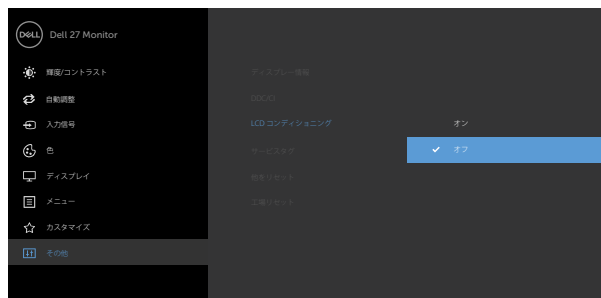 DELL Dell 27 Monitor
輝度/コントラスト
自動調整
入力信号
色
ディスプレイ
メニュー
カスタマイズ
その他
ディスプレー情報
DDC/CI
LCD コンディショニング
サービスタグ
他をリセット
工場リセット
オン
オフ